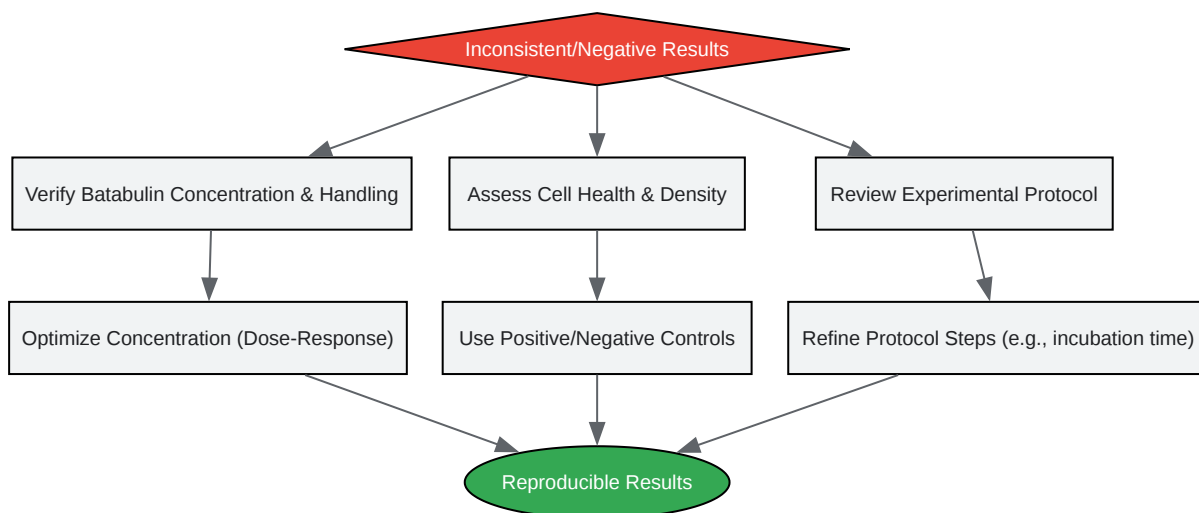 Inconsistent/Negative Results
Verify Batabulin Concentration & Handling
Assess Cell Health & Density
Review Experimental Protocol
Optimize Concentration (Dose-Response)
Use Positive/Negative Controls
Refine Protocol Steps (e.g., incubation time)
Reproducible Results